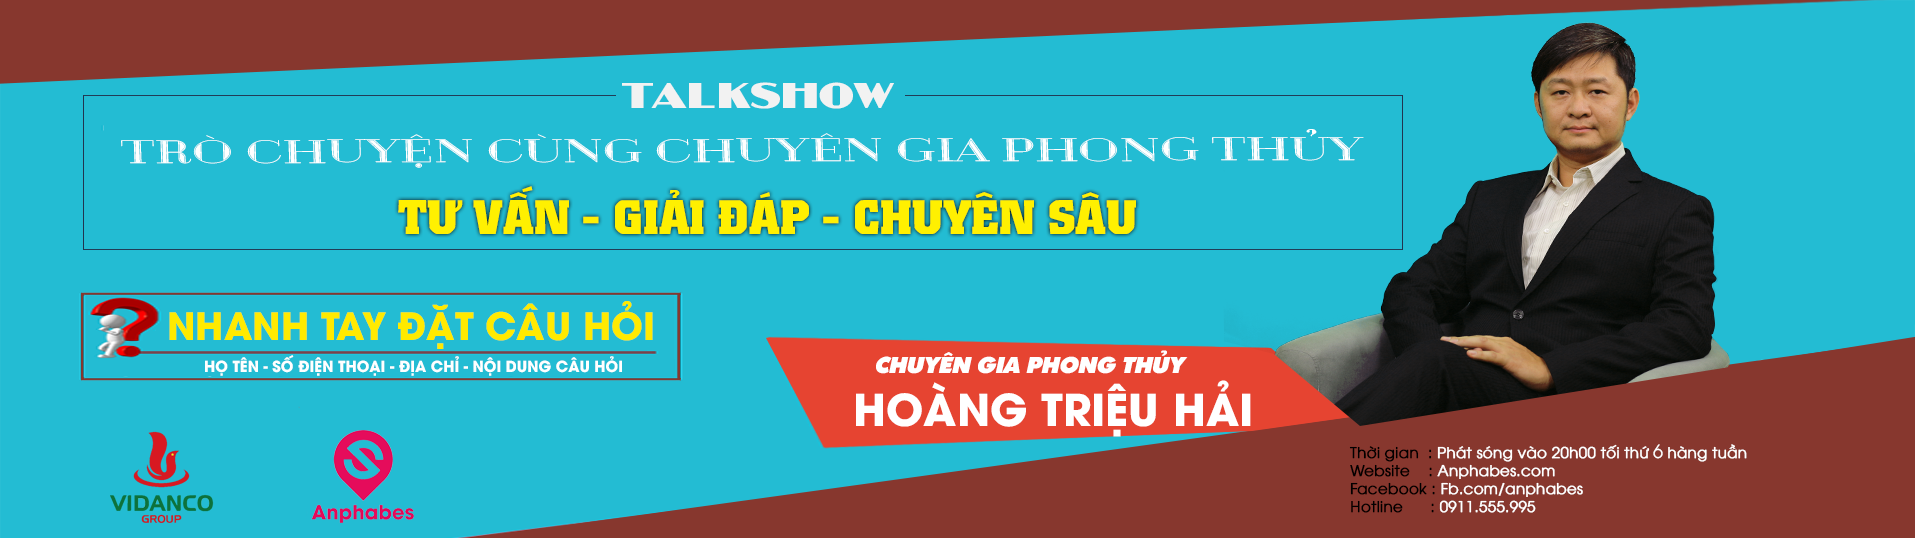 TALKSHOW
TRÒ CHUYỆN CÙNG CHUYÊN GIA PHONG THỦY
TƯ VẤN - GIẢI ĐÁP - CHUYÊN SÂU
NHANH TAY ĐẶT CÂU HỎI
HỌ TÊN - SỐ ĐIỆN THOẠI - ĐỊA CHỈ - NỘI DUNG CÂU HỎI
CHUYÊN GIA PHONG THỦY
HOÀNG TRIỆU HẢI
VIDANCO
GROUP
Anphabes
Thời gian : Phát sóng vào 20h00 tối thứ 6 hàng tuần
Website : Anphabes.com
Facebook : Fb.com/anphabes
Hotline : 0911.555.995